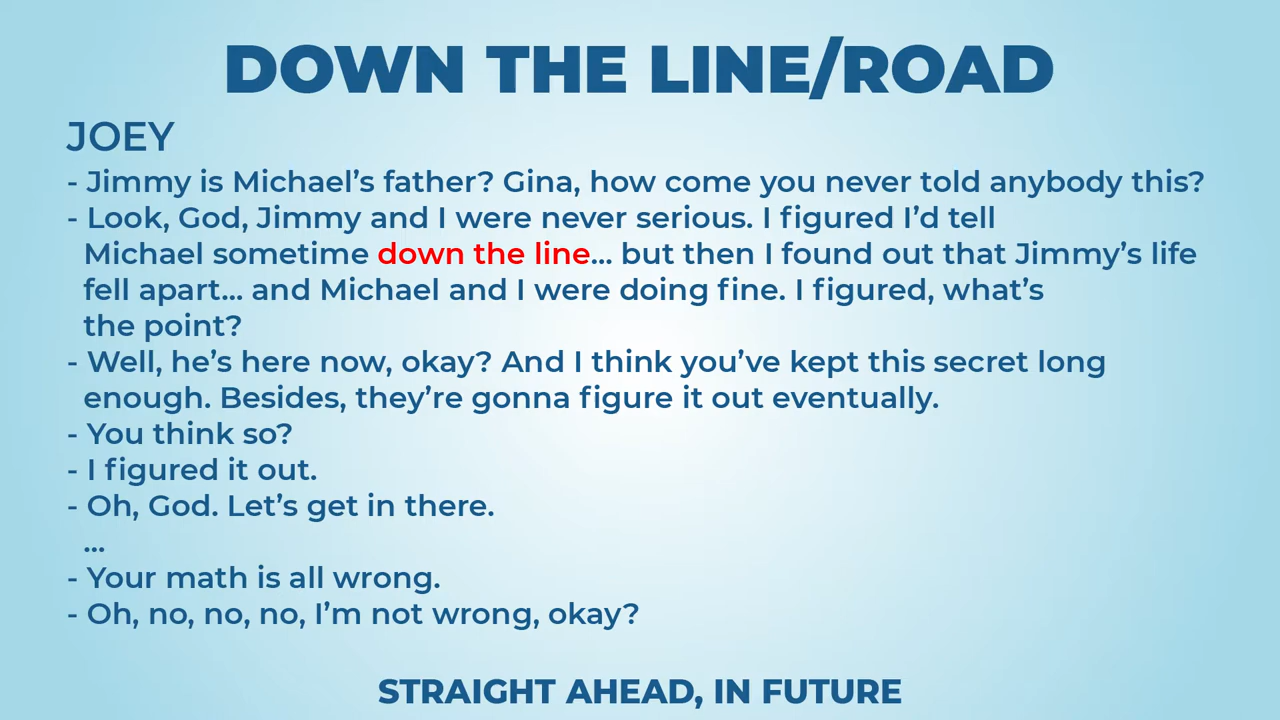 DOWN THE LINE/ROAD
JOEY
- Jimmy is Michael’s father? Gina, how come you never told anybody this?
- Look, God, Jimmy and I were never serious. I figured I’d tell
Michael sometime down the line... but then I found out that Jimmy’s life
fell apart... and Michael and I were doing fine. I figured, what’s
the point?
- Well, he’s here now, okay? And I think you’ve kept this secret long
enough. Besides, they’re gonna figure it out eventually.
- You think so?
- I figured it out.
- Oh, God. Let’s get in there.
...
- Your math is all wrong.
- Oh, no, no, no, I’m not wrong, okay?
STRAIGHT AHEAD, IN FUTURE